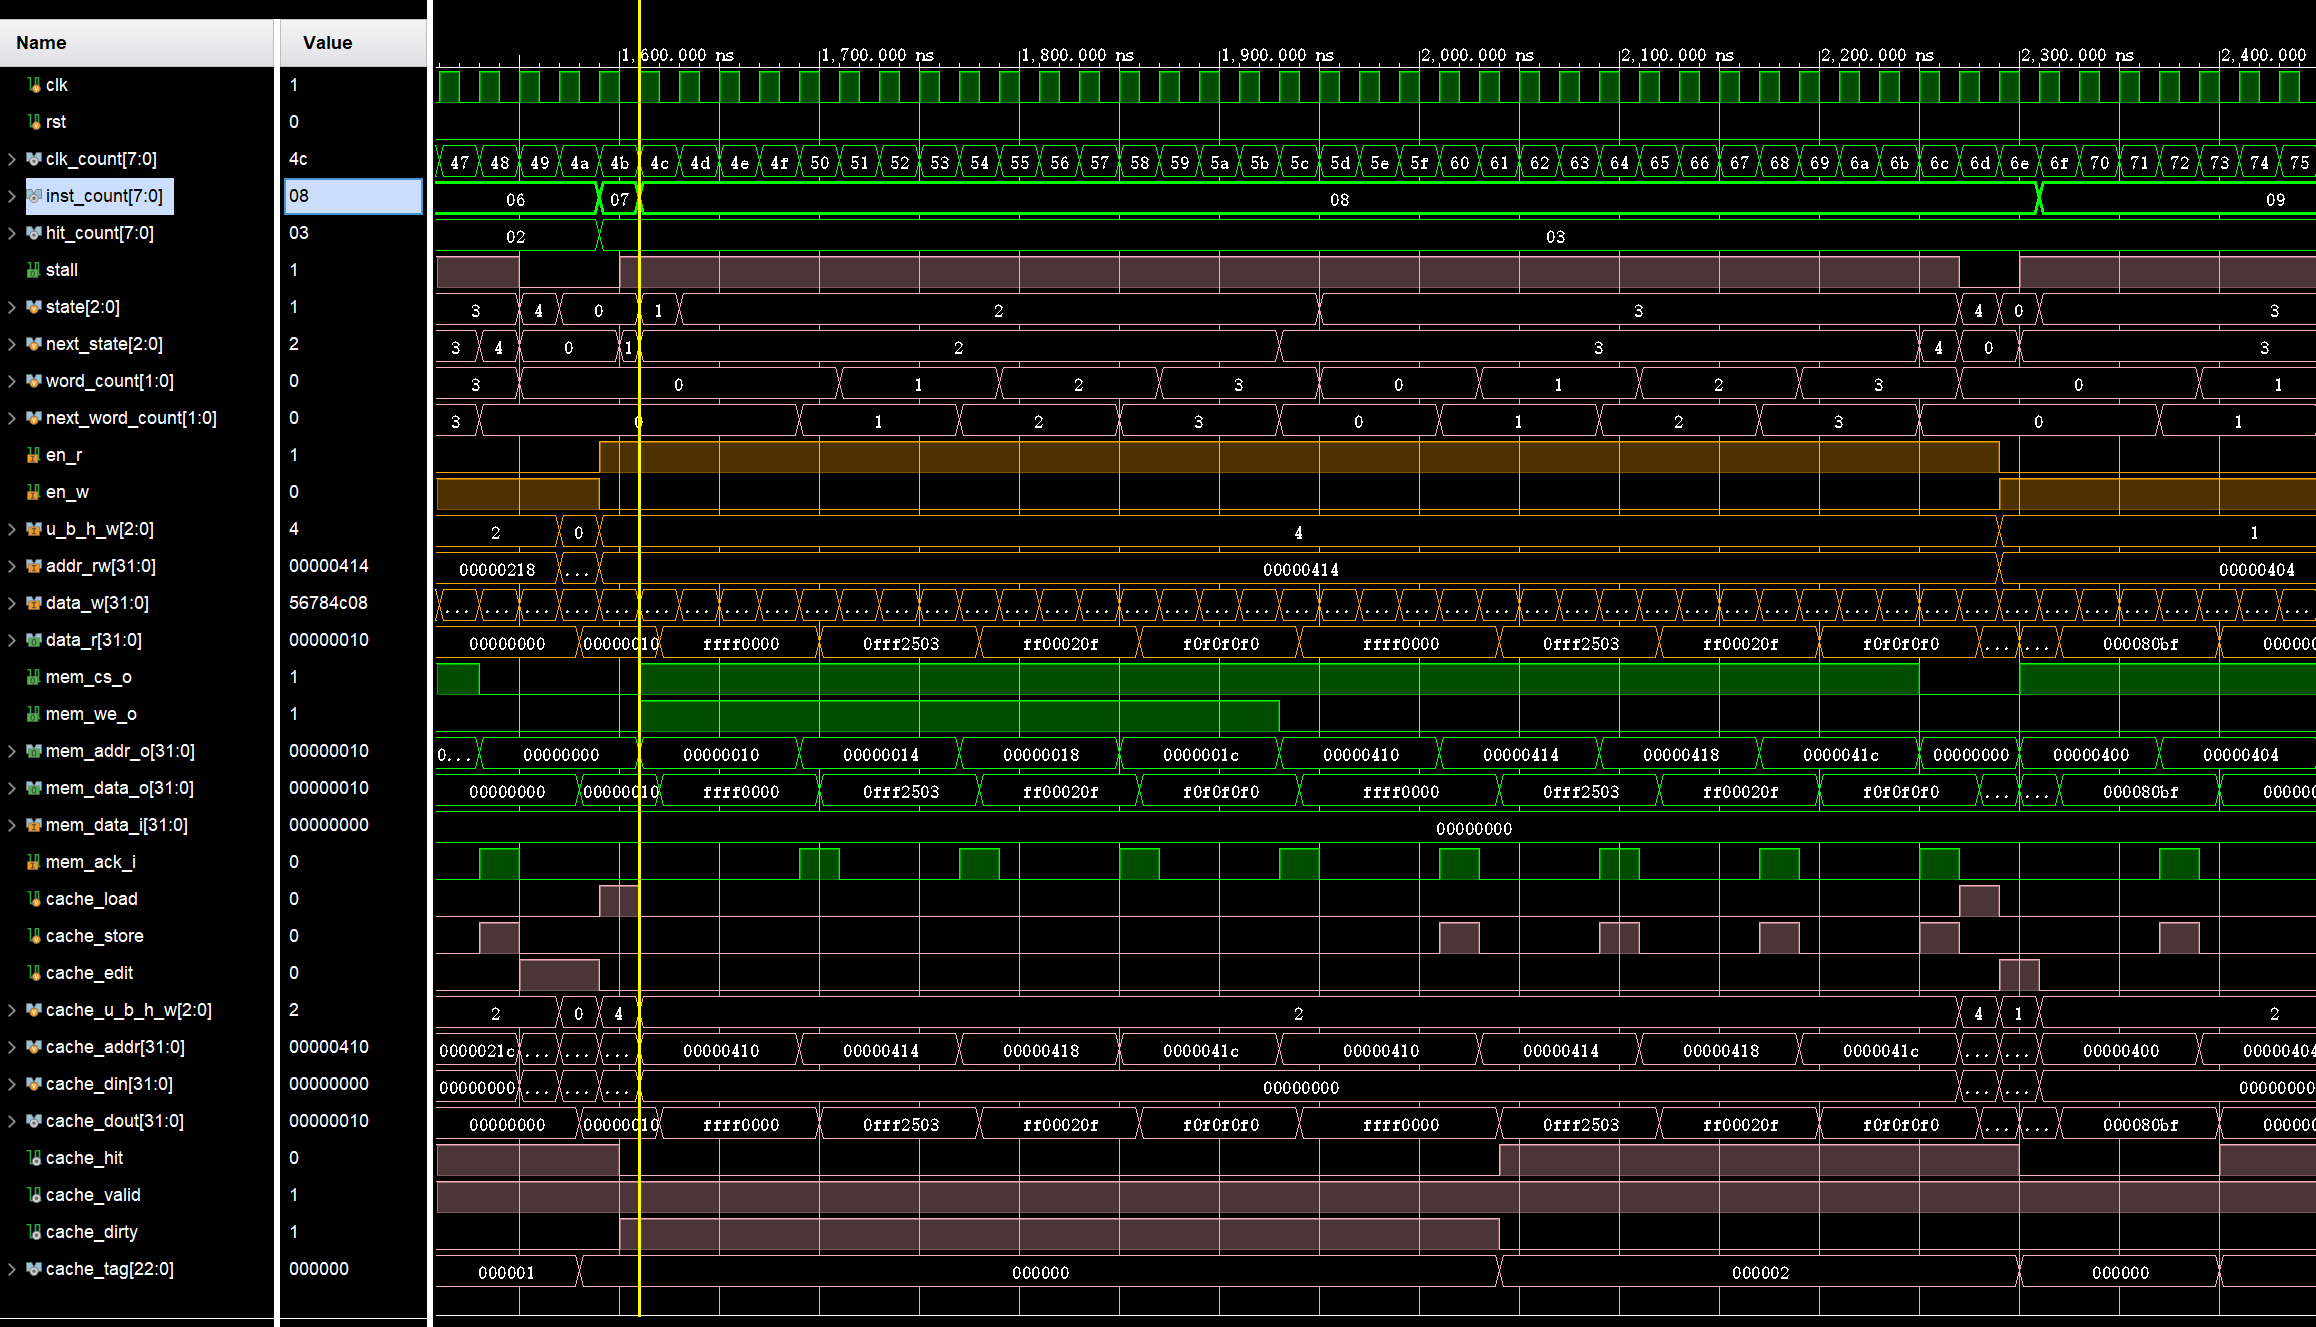 Name Value
1,600.000 ns 1,700.000 ns 1,800.000 ns 1,900.000 ns 2,000.000 ns 2,100.000 ns 2,200.000 ns 2,300.000 ns 2,400.000
clk 1
rst 0
clk_count[7:0] 4c 47 48 49 4a 4b 4c 4d 4e 4f 50 51 52 53 54 55 56 57 58 59 5a 5b 5c 5d 5e 5f 60 61 62 63 64 65 66 67 68 69 6a 6b 6c 6d 6e 6f 70 71 72 73 74 75
inst_count[7:0] 08 06 07 08 09
hit_count[7:0] 03 02 03
stall 1
state[2:0] 1 3 4 0 1 2 3 4 0 3
next_state[2:0] 2 3 4 0 1 2 3 4 0 3
word_count[1:0] 0 3 0 1 2 3 0 1 2 3 0 1
next_word_count[1:0] 0 3 0 1 2 3 0 1 2 3 0 1
en_r 1
en_w 0
u_b_h_w[2:0] 4 2 0 4 1
addr_rw[31:0] 00000414 00000218 ... 00000414 00000404
data_w[31:0] 56784c08 ... ... ... ... ... ... ... ... ... ... ... ... ... ... ... ... ... ... ... ... ... ... ... ... ... ... ... ... ... ... ... ... ... ... ... ... ... ... ... ... ... ... ... ... ... ... ...
data_r[31:0] 00000010 00000000 00000010 ffff0000 0fff2503 ff00020f f0f0f0f0 ffff0000 0fff2503 ff00020f f0f0f0f0 ... ... 000080bf 000000
mem_cs_o 1
mem_we_o 1
mem_addr_o[31:0] 00000010 0... 00000000 00000010 00000014 00000018 0000001c 00000410 00000414 00000418 0000041c 00000000 00000400 00000404
mem_data_o[31:0] 00000010 00000000 00000010 ffff0000 0fff2503 ff00020f f0f0f0f0 ffff0000 0fff2503 ff00020f f0f0f0f0 ... ... 000080bf 000000
mem_data_i[31:0] 00000000 00000000
mem_ack_i 0
cache_load 0
cache_store 0
cache_edit 0
cache_u_b_h_w[2:0] 2 2 0 4 2 4 1 2
cache_addr[31:0] 00000410 0000021c ... ... ... 00000410 00000414 00000418 0000041c 00000410 00000414 00000418 0000041c ... ... 00000400 00000404
cache_din[31:0] 00000000 00000000 ... ... ... 00000000 ... ... 00000000
cache_dout[31:0] 00000010 00000000 00000010 ffff0000 0fff2503 ff00020f f0f0f0f0 ffff0000 0fff2503 ff00020f f0f0f0f0 ... ... 000080bf 000000
cache_hit 0
cache_valid 1
cache_dirty 1
cache_tag[22:0] 000000 000001 000000 000002 000000